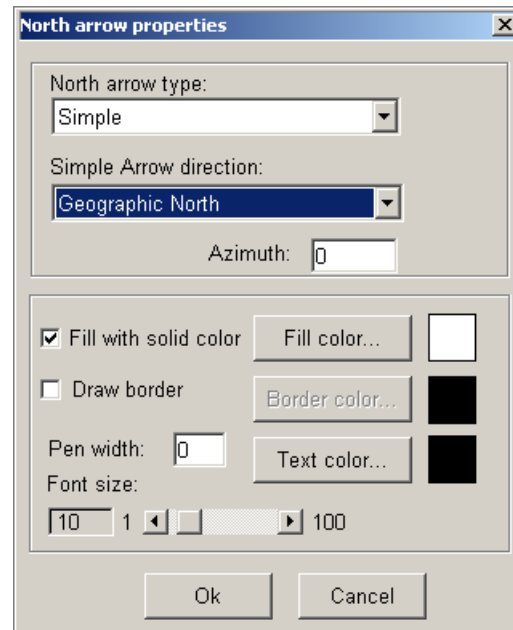 North arrow properties
North arrow type:
Simple
Simple Arrow direction:
Geographic North
Azimuth: 0
Fill with solid color Fill color...
Draw border Border color...
Pen width: 0 Text color...
Font size:
10 1 100
Ok Cancel